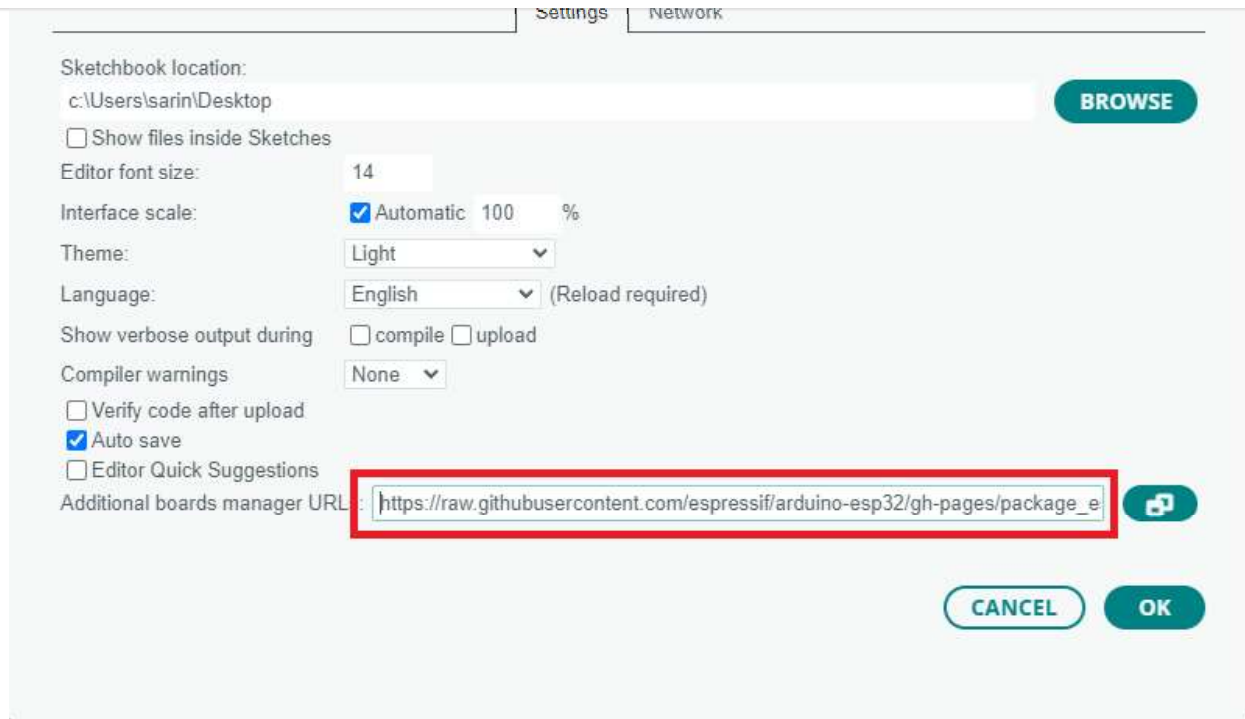 Settings Network
Sketchbook location:
c:\Users\sarin\Desktop BROWSE
Show files inside Sketches
Editor font size: 14
Interface scale: Automatic 100 %
Theme: Light
Language: English (Reload required)
Show verbose output during compile upload
Compiler warnings None
Verify code after upload
Auto save
Editor Quick Suggestions
Additional boards manager URL : https://raw.githubusercontent.com/espressif/arduino-esp32/gh-pages/package_e
CANCEL OK